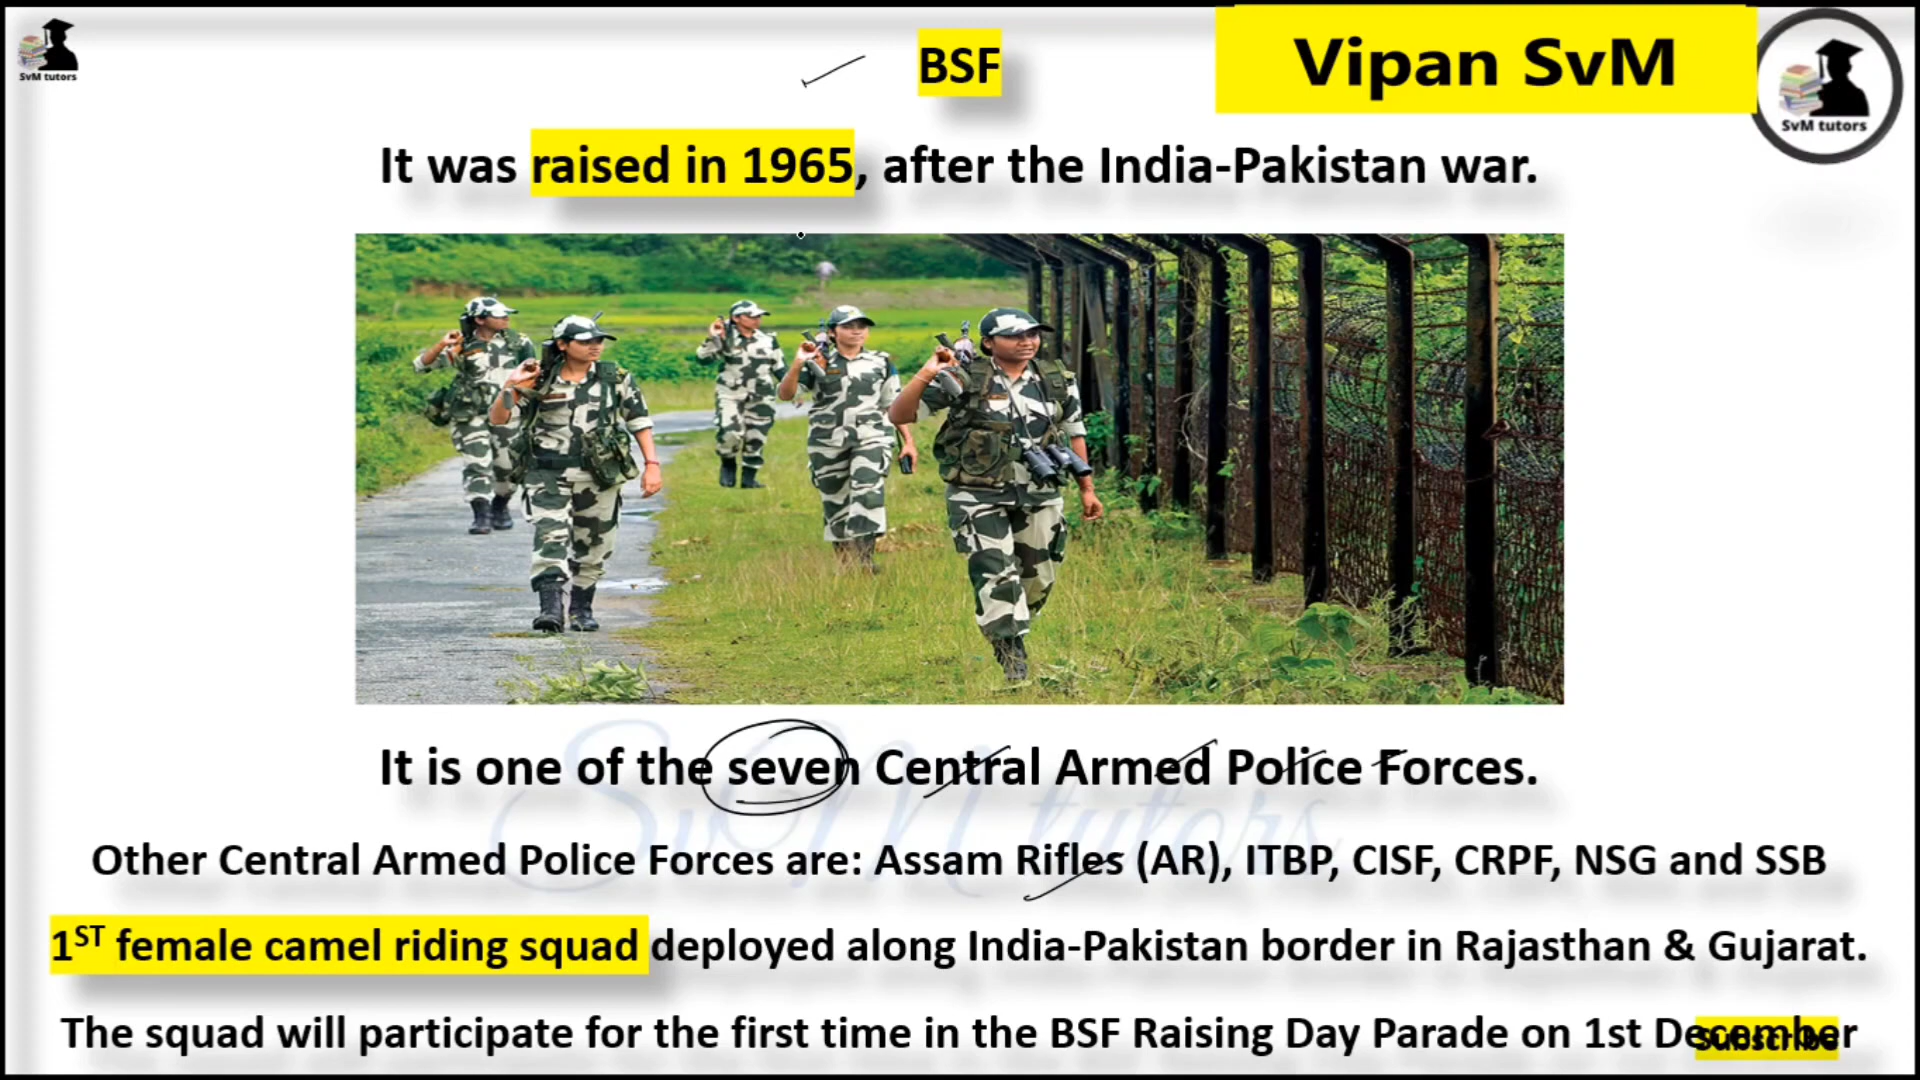 SvM tutors
BSF
Vipan SvM
SvM tutors
It was raised in 1965, after the India-Pakistan war.
It is one of the seven Central Armed Police Forces.
SvM tutors
Other Central Armed Police Forces are: Assam Rifles (AR), ITBP, CISF, CRPF, NSG and SSB
1ST female camel riding squad deployed along India-Pakistan border in Rajasthan & Gujarat.
The squad will participate for the first time in the BSF Raising Day Parade on 1st December
Subscribe